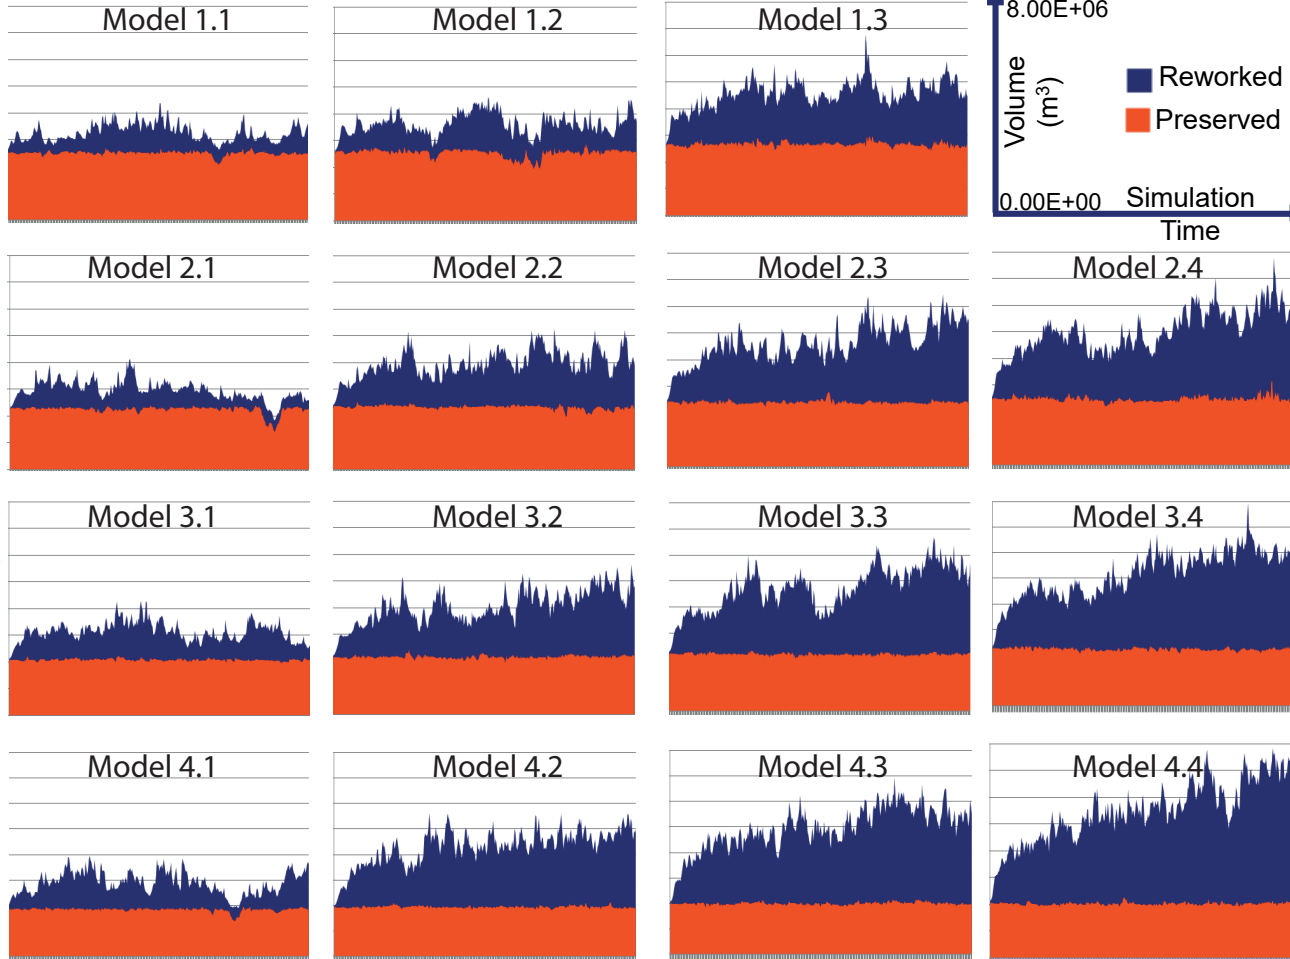 Model 1.1
Model 1.2
Model 1.3
8.00E+06
Volume
(m³)
Reworked
Preserved
0.00E+00
Simulation
Time
Model 2.1
Model 2.2
Model 2.3
Model 2.4
Model 3.1
Model 3.2
Model 3.3
Model 3.4
Model 4.1
Model 4.2
Model 4.3
Model 4.4